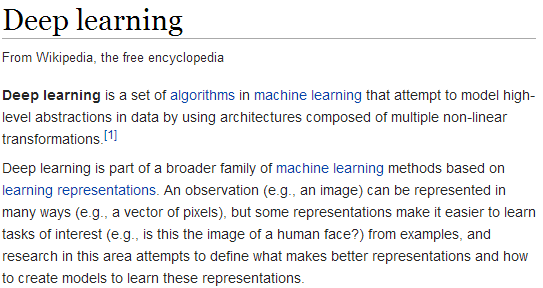 Deep learning
From Wikipedia, the free encyclopedia
Deep learning is a set of algorithms in machine learning that attempt to model high-
level abstractions in data by using architectures composed of multiple non-linear
transformations.[1]
Deep learning is part of a broader family of machine learning methods based on
learning representations. An observation (e.g., an image) can be represented in
many ways (e.g., a vector of pixels), but some representations make it easier to learn
tasks of interest (e.g., is this the image of a human face?) from examples, and
research in this area attempts to define what makes better representations and how
to create models to learn these representations.